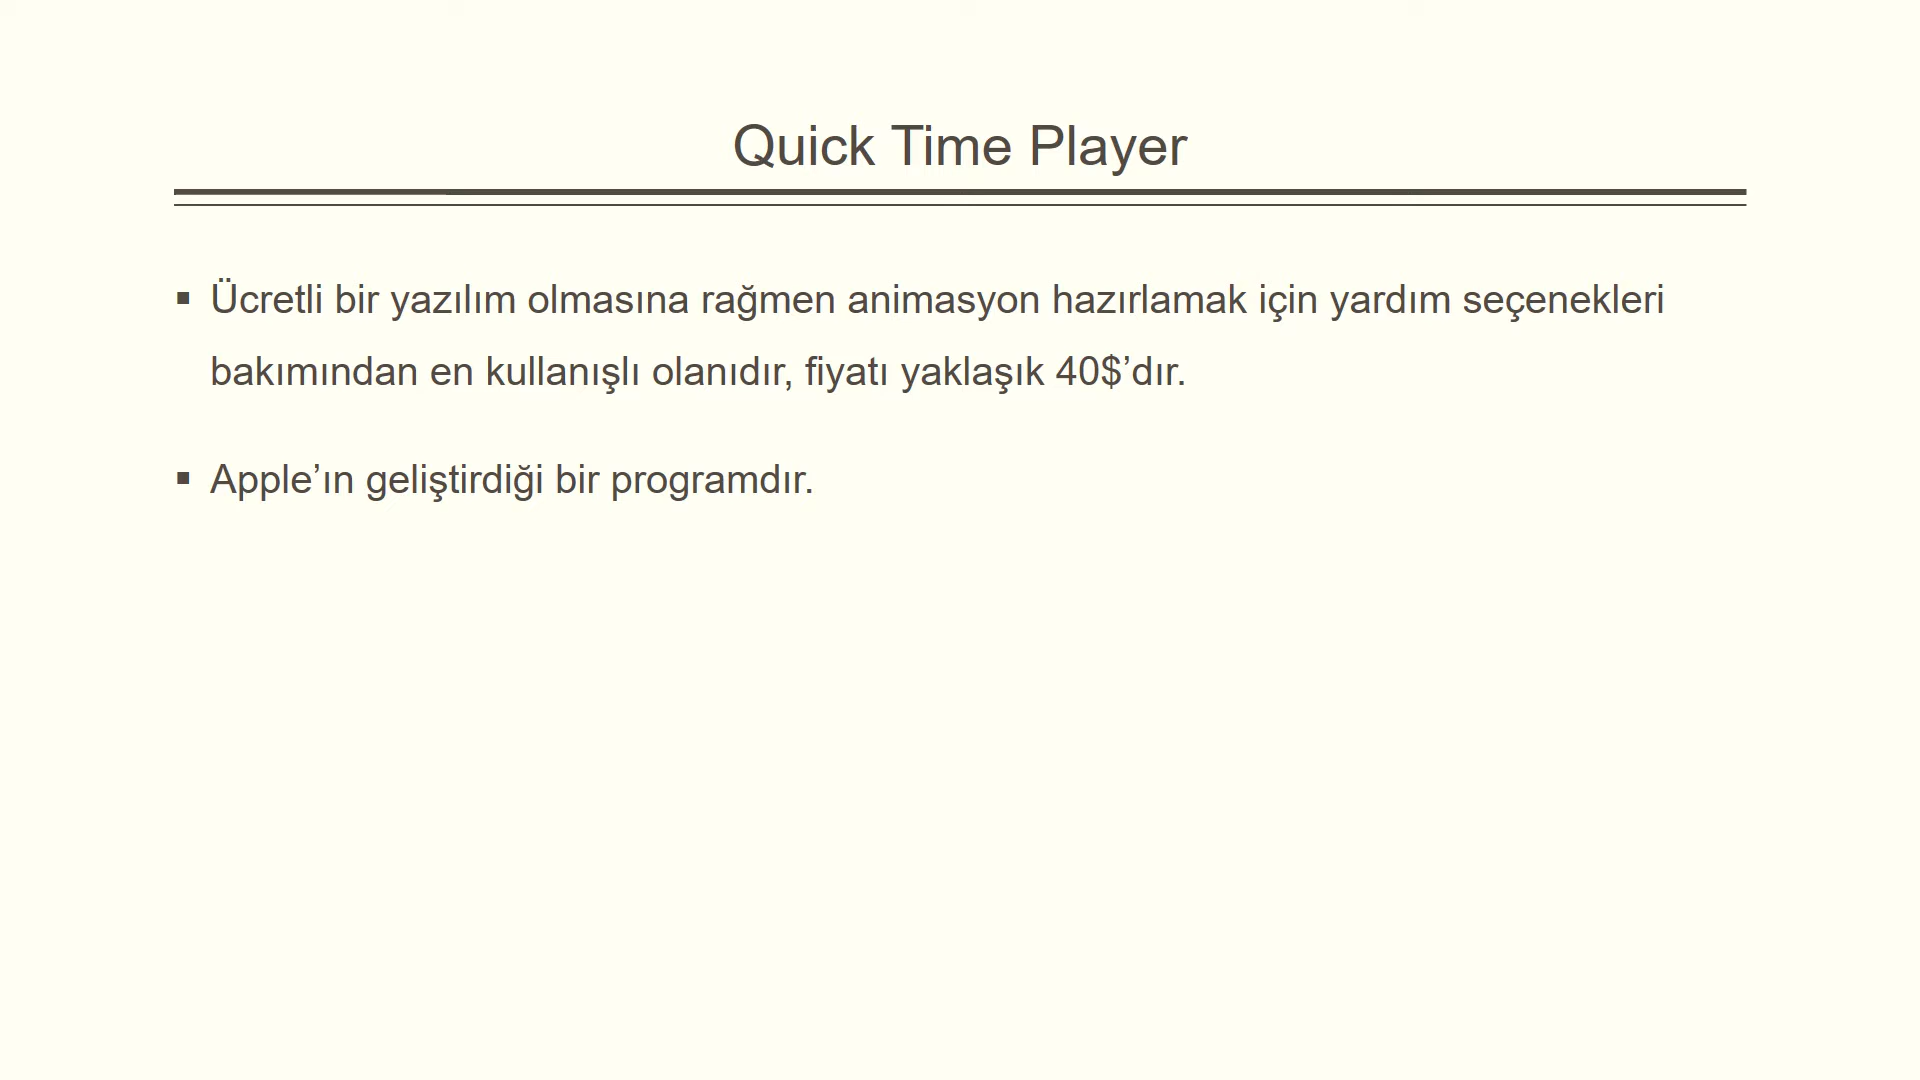 Quick Time Player
▪ Ücretli bir yazılım olmasına rağmen animasyon hazırlamak için yardım seçenekleri
bakımından en kullanışlı olanıdır, fiyatı yaklaşık 40$’dır.
▪ Apple’ın geliştirdiği bir programdır.